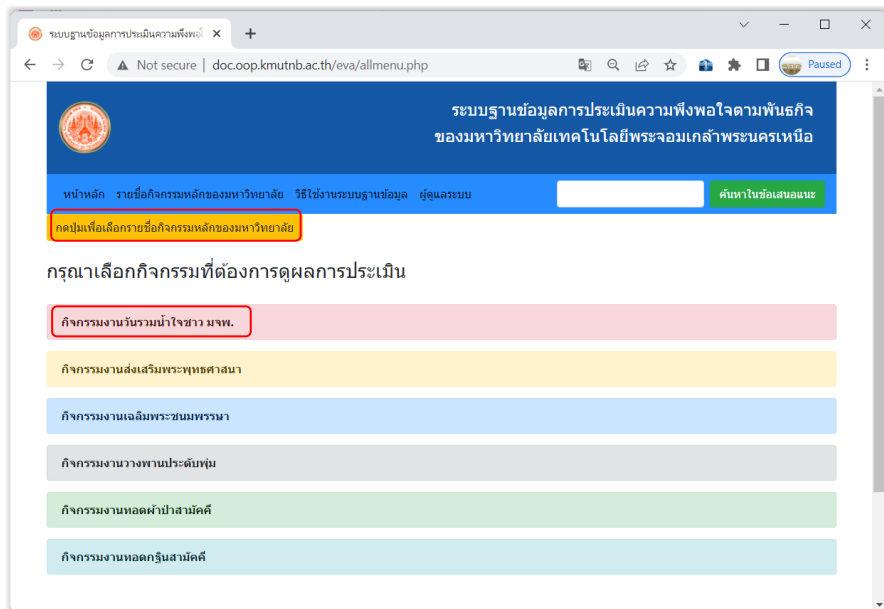 ระบบฐานข้อมูลการประเมินความพึงพอใ
Not secure | doc.oop.kmutnb.ac.th/eva/allmenu.php
Paused
ระบบฐานข้อมูลการประเมินความพึงพอใจตามพันธกิจ
ของมหาวิทยาลัยเทคโนโลยีพระจอมเกล้าพระนครเหนือ
หน้าหลัก รายชื่อกิจกรรมหลักของมหาวิทยาลัย วิธีใช้งานระบบฐานข้อมูล ผู้ดูแลระบบ ค้นหาในข้อเสนอแนะ
กดปุ่มเพื่อเลือกรายชื่อกิจกรรมหลักของมหาวิทยาลัย
กรุณาเลือกกิจกรรมที่ต้องการดูผลการประเมิน
กิจกรรมงานวันรวมน้ำใจชาว มจพ.
กิจกรรมงานส่งเสริมพระพุทธศาสนา
กิจกรรมงานเฉลิมพระชนมพรรษา
กิจกรรมงานวางพานประดับพุ่ม
กิจกรรมงานทอดผ้าป่าสามัคคี
กิจกรรมงานทอดกฐินสามัคคี